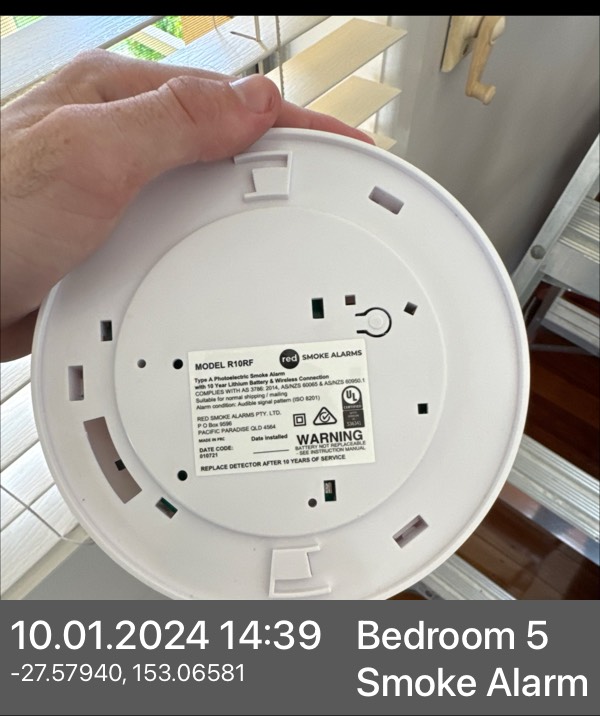 MODEL R10RF
red SMOKE ALARMS
Type A Photoelectric Smoke Alarm
with 10 Year Lithium Battery & Wireless Connection
COMPLIES WITH AS 3786: 2014, AS/NZS 60065 & AS/NZS 60950.1
Suitable for normal shipping / mailing
Alarm condition: Audible signal pattern (ISO 8201)
RED SMOKE ALARMS PTY. LTD.
P O Box 9596
PACIFIC PARADISE QLD 4564
MADE IN PRC
Date Installed
DATE CODE:
010721
UL
CERTIFIED
WARNING
BATTERY NOT REPLACEABLE
- SEE INSTRUCTION MANUAL
REPLACE DETECTOR AFTER 10 YEARS OF SERVICE
10.01.2024 14:39
-27.57940, 153.06581
Bedroom 5
Smoke Alarm